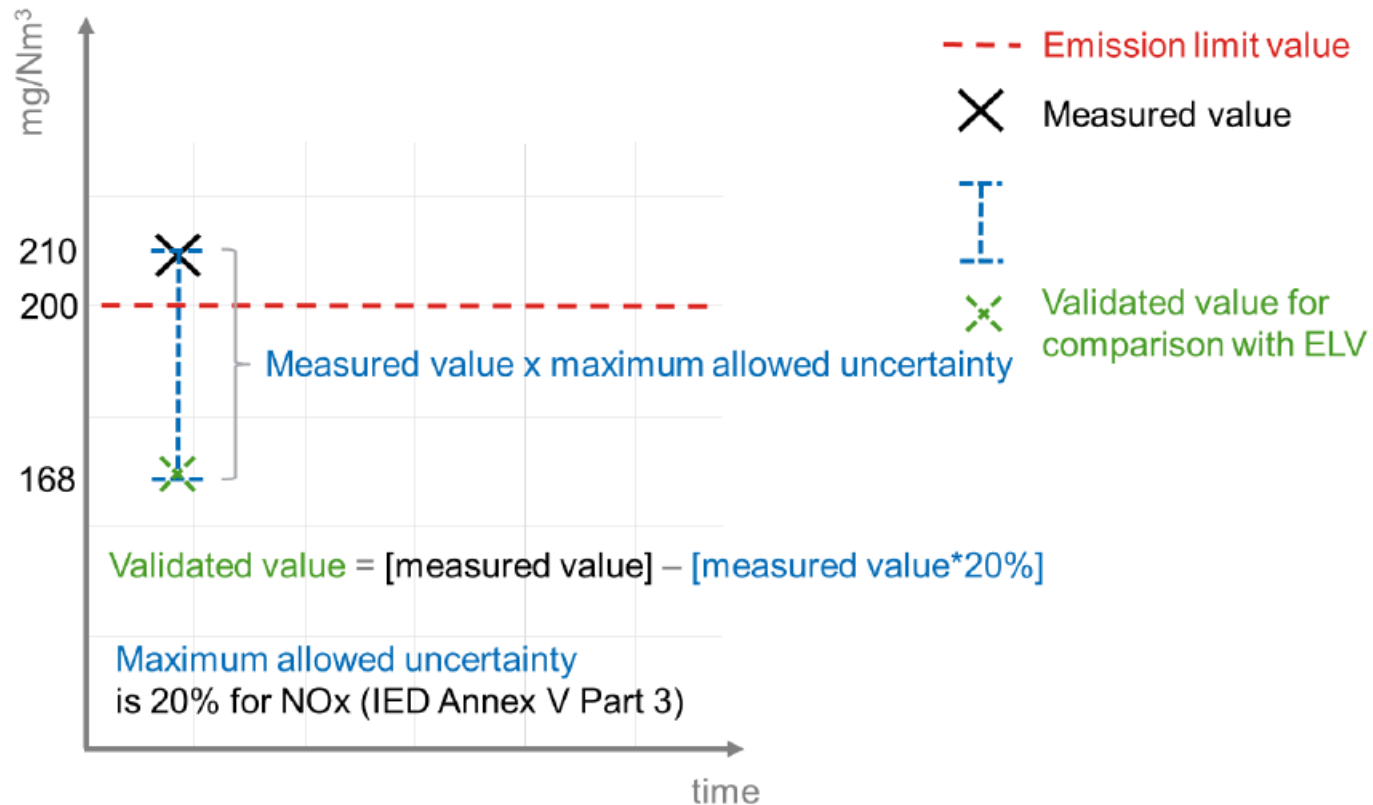 mg/Nm³
Emission limit value
Measured value
210
200
Validated value for
comparison with ELV
Measured value x maximum allowed uncertainty
168
Validated value = [measured value] – [measured value*20%]
Maximum allowed uncertainty
is 20% for NOx (IED Annex V Part 3)
time